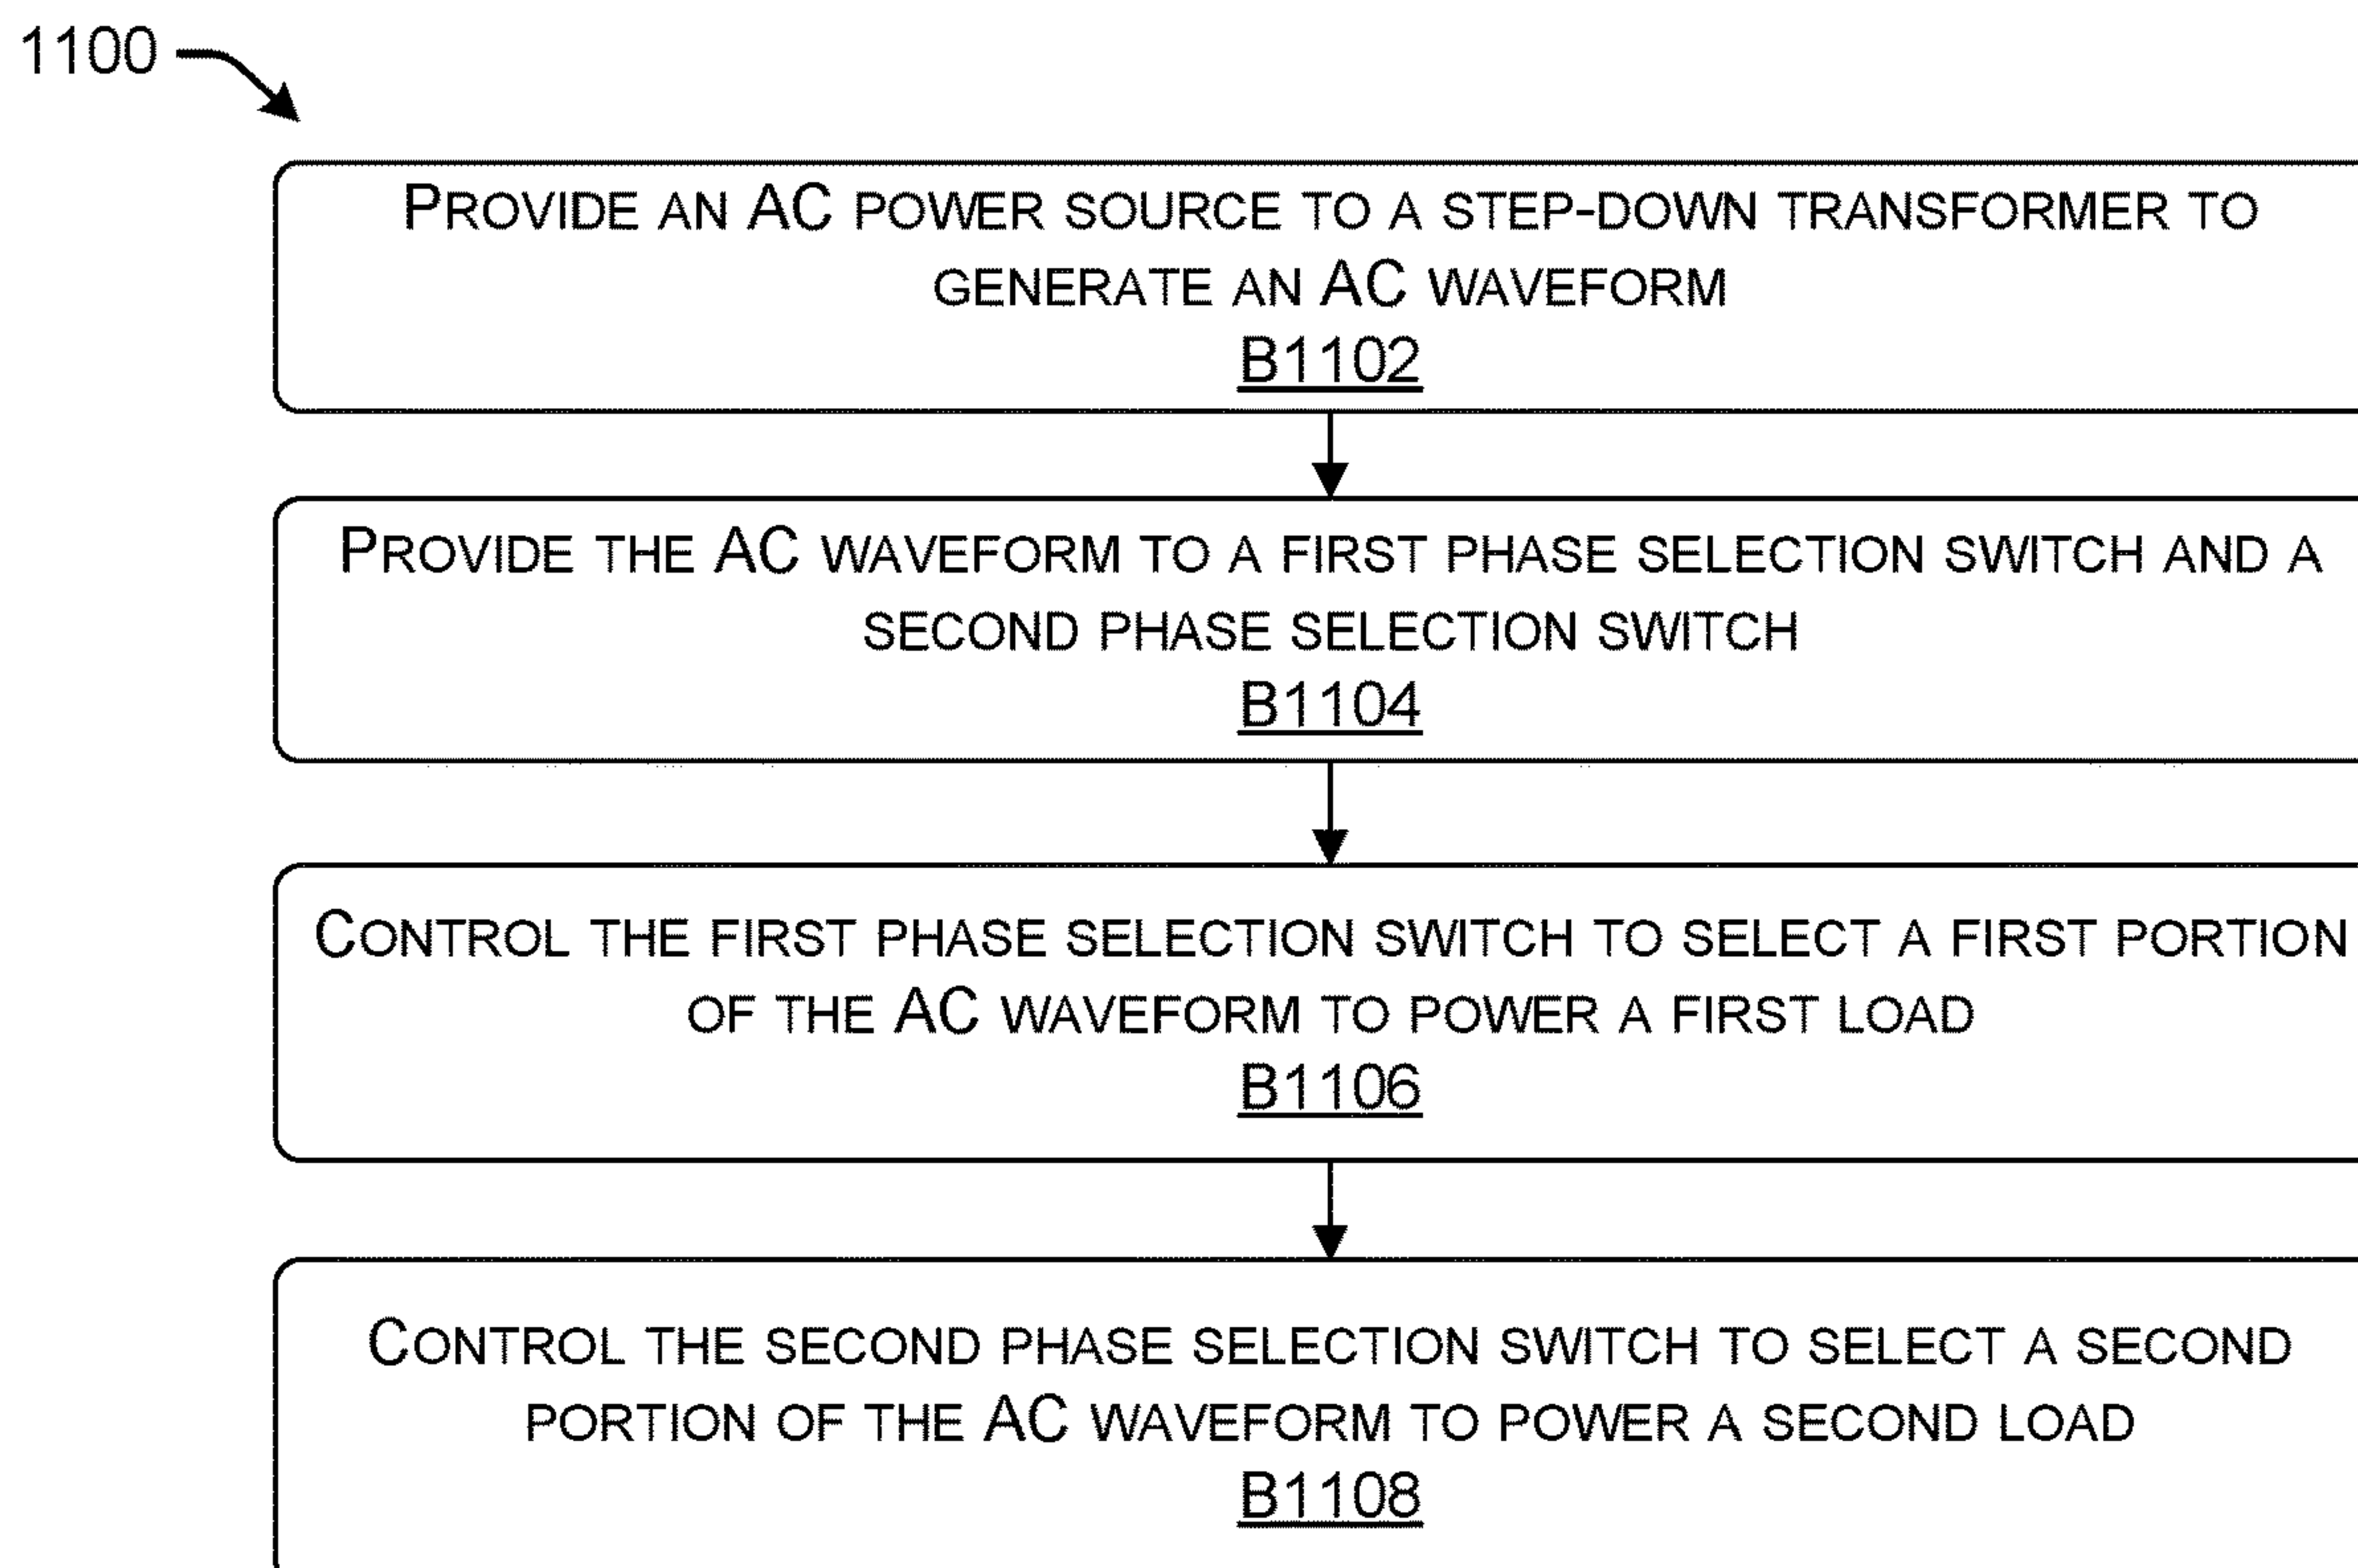 1100
PROVIDE AN AC POWER SOURCE TO A STEP-DOWN TRANSFORMER TO
GENERATE AN AC WAVEFORM
B1102
PROVIDE THE AC WAVEFORM TO A FIRST PHASE SELECTION SWITCH AND A
SECOND PHASE SELECTION SWITCH
B1104
CONTROL THE FIRST PHASE SELECTION SWITCH TO SELECT A FIRST PORTION
OF THE AC WAVEFORM TO POWER A FIRST LOAD
B1106
CONTROL THE SECOND PHASE SELECTION SWITCH TO SELECT A SECOND
PORTION OF THE AC WAVEFORM TO POWER A SECOND LOAD
B1108